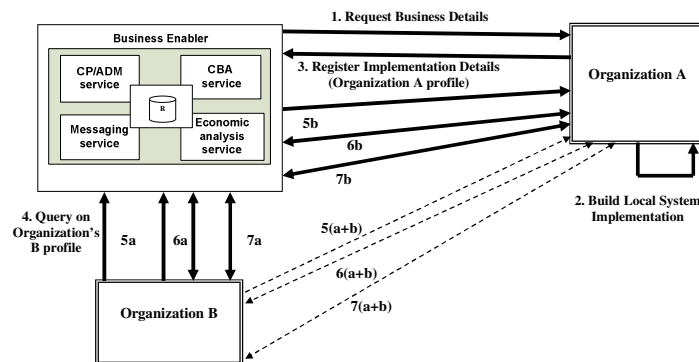 1. Request Business Details
Business Enabler
CP/ADM
service
CBA
service
R
Messaging
service
Economic
analysis
service
3. Register Implementation Details
(Organization A profile)
Organization A
5b
6b
7b
2. Build Local System
Implementation
4. Query on
Organization's
B profile
5a
6a
7a
5(a+b)
6(a+b)
7(a+b)
Organization B